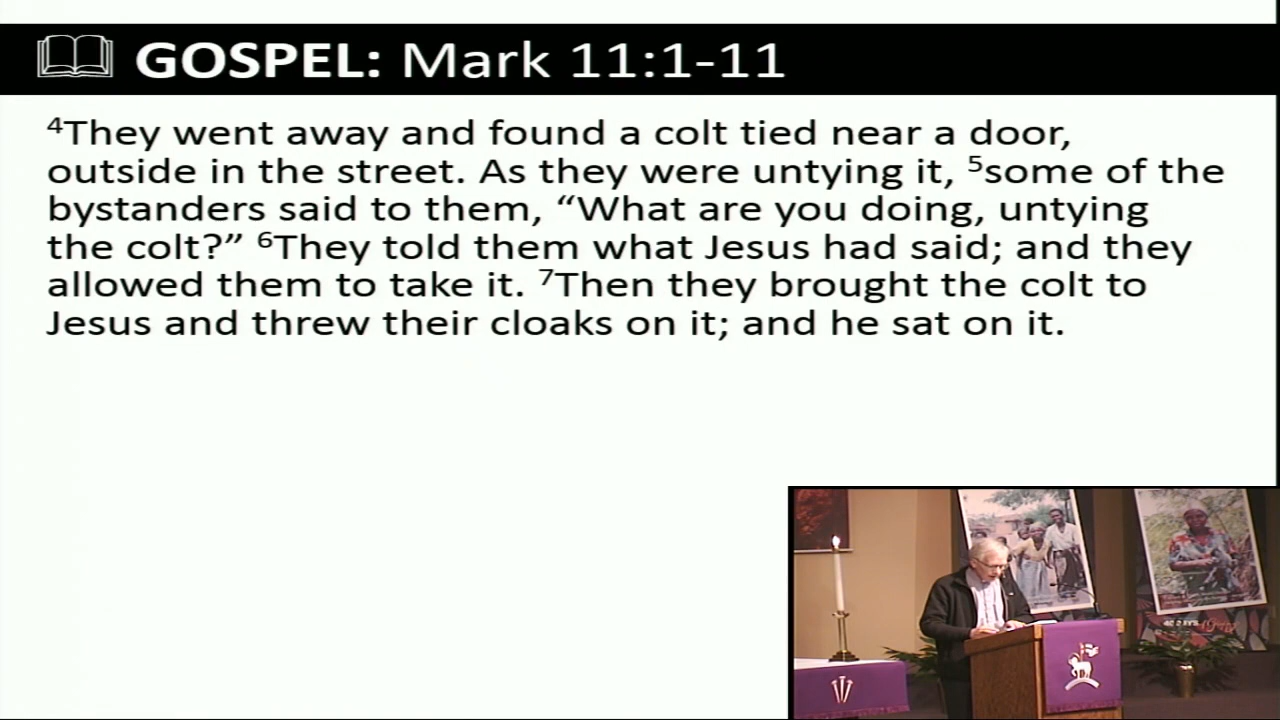 GOSPEL: Mark 11:1-11
⁴They went away and found a colt tied near a door,
outside in the street. As they were untying it, ⁵some of the
bystanders said to them, “What are you doing, untying
the colt?” ⁶They told them what Jesus had said; and they
allowed them to take it. ⁷Then they brought the colt to
Jesus and threw their cloaks on it; and he sat on it.